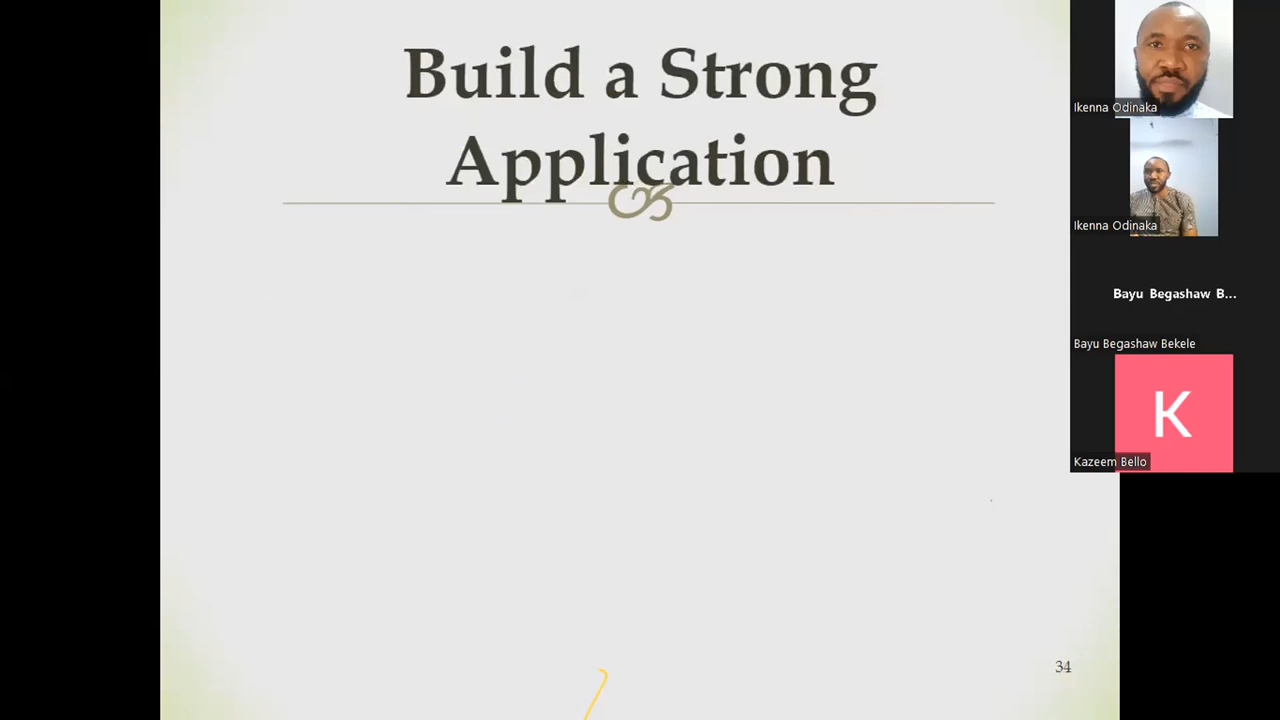 Build a Strong
Application
34
Ikenna Odinaka
Ikenna Odinaka
Bayu Begashaw B...
Bayu Begashaw Bekele
K
Kazeem Bello